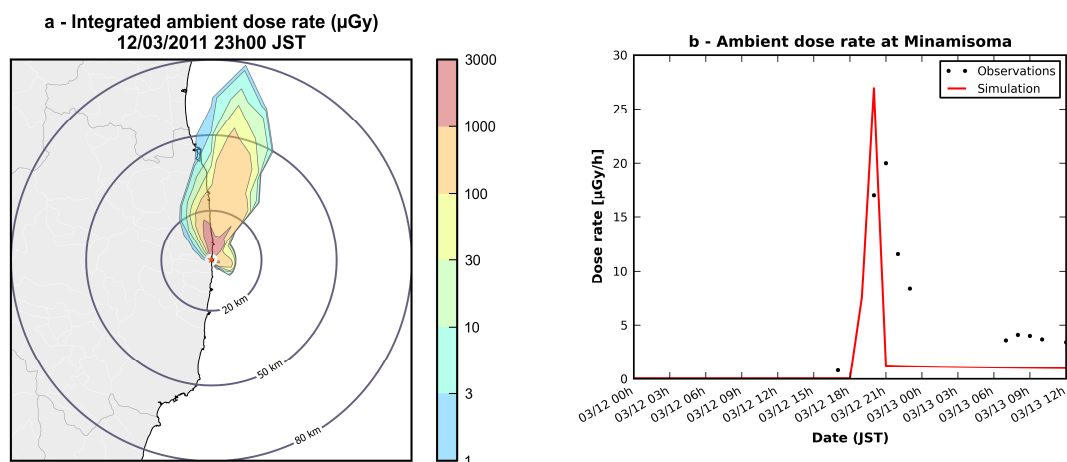 a - Integrated ambient dose rate (µGy)
12/03/2011 23h00 JST
20 km
50 km
80 km
3000
1000
100
30
10
3
1
b - Ambient dose rate at Minamisoma
Observations
Simulation
Dose rate [µGy/h]
30
25
20
15
10
5
0
03/12 00h
03/12 03h
03/12 06h
03/12 09h
03/12 12h
03/12 15h
03/12 18h
03/12 21h
03/13 00h
03/13 03h
03/13 06h
03/13 09h
03/13 12h
Date (JST)